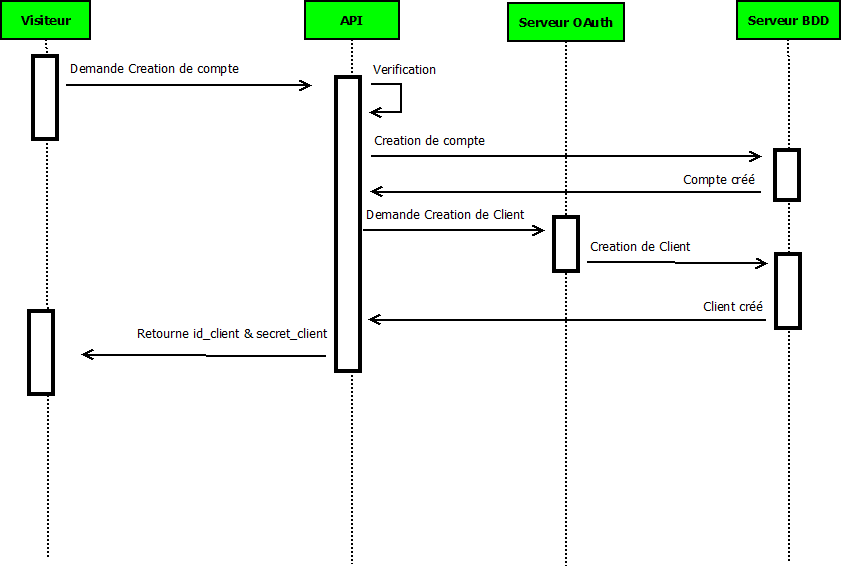 Visiteur
API
Serveur OAuth
Serveur BDD
Demande Creation de compte
Verification
Creation de compte
Compte créé
Demande Creation de Client
Creation de Client
Client créé
Retourne id_client & secret_client